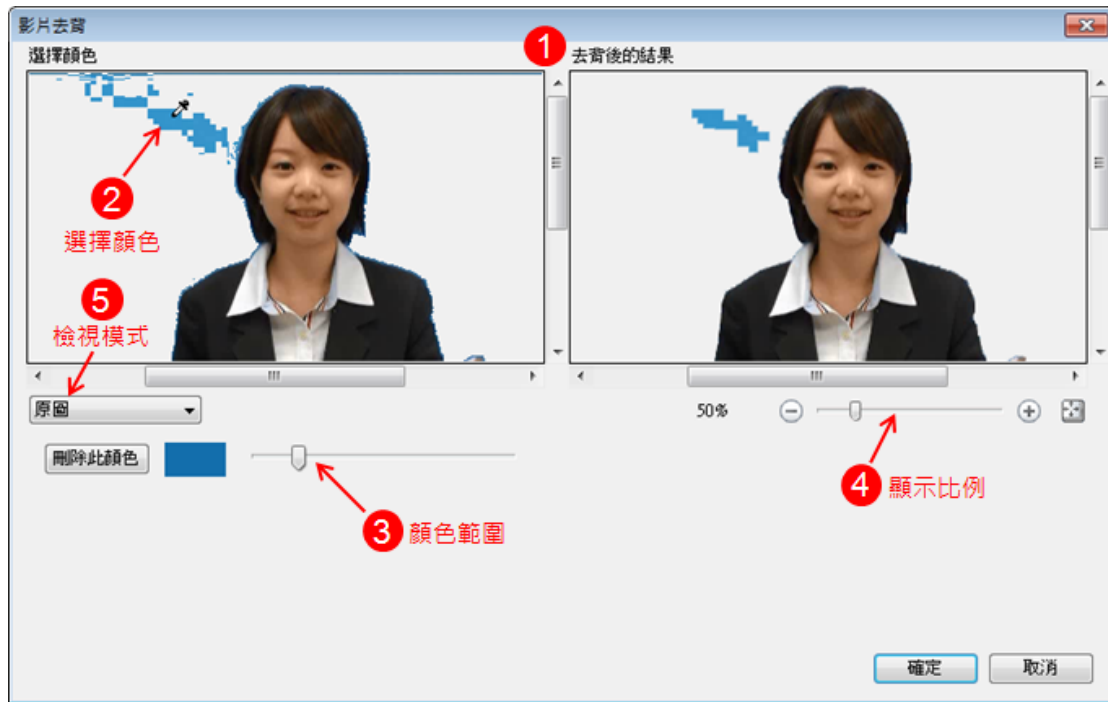 影片去背
選擇顏色
1
去背後的結果
2
選擇顏色
5
檢視模式
原圖
50%
刪除此顏色
4 顯示比例
3 顏色範圍
確定
取消